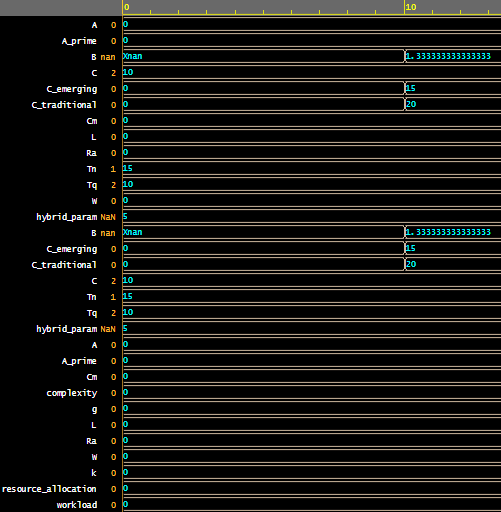 0 10
A 0 0
A_prime 0 0
B nan Xnan 1.333333333333333
C 2 10
C_emerging 0 0 15
C_traditional 0 0 20
Cm 0 0
L 0 0
Ra 0 0
Tn 1 15
Tq 2 10
W 0 0
hybrid_param NaN 5
B nan Xnan 1.333333333333333
C_emerging 0 0 15
C_traditional 0 0 20
C 2 10
Tn 1 15
Tq 2 10
hybrid_param NaN 5
A 0 0
A_prime 0 0
Cm 0 0
complexity 0 0
g 0 0
L 0 0
Ra 0 0
W 0 0
k 0 0
resource_allocation 0 0
workload 0 0